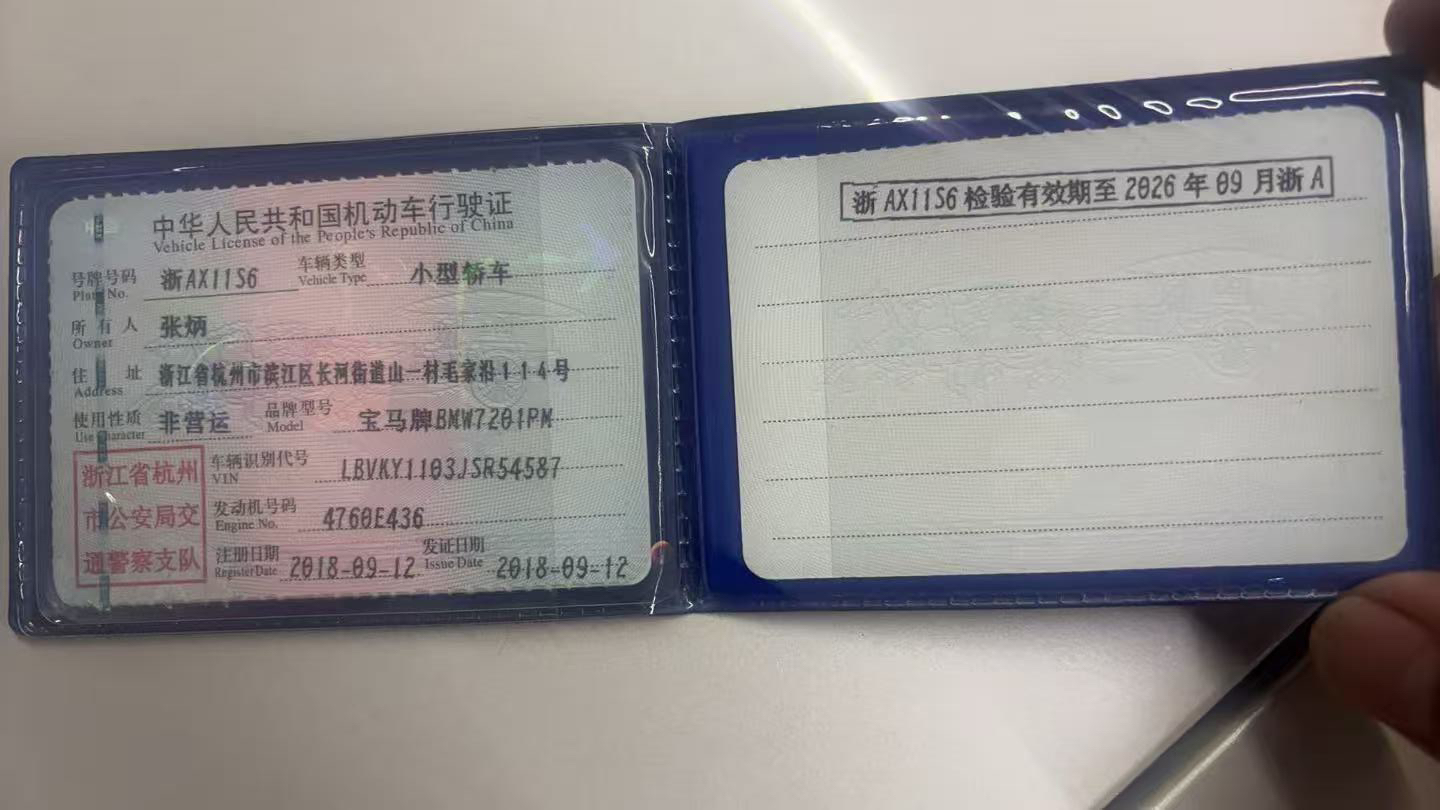 中华人民共和国机动车行驶证
Vehicle License of the People's Republic of China
号牌号码 浙AX11S6 车辆类型 小型轿车
Plate No. Vehicle Type
所有人 张炳
Owner
住址 浙江省杭州市滨江区长河街道山一村毛家沿114号
Address
使用性质 非营运 品牌型号 宝马牌BMW7201PM
Use Character Model
浙江省杭州
市公安局交
通警察支队
车辆识别代号 LBVKY1103JSR54587
VIN
发动机号码 4760E436
Engine No.
注册日期 2018-09-12 发证日期 2018-09-12
Register Date Issue Date
浙AX11S6检验有效期至2026年09月浙A